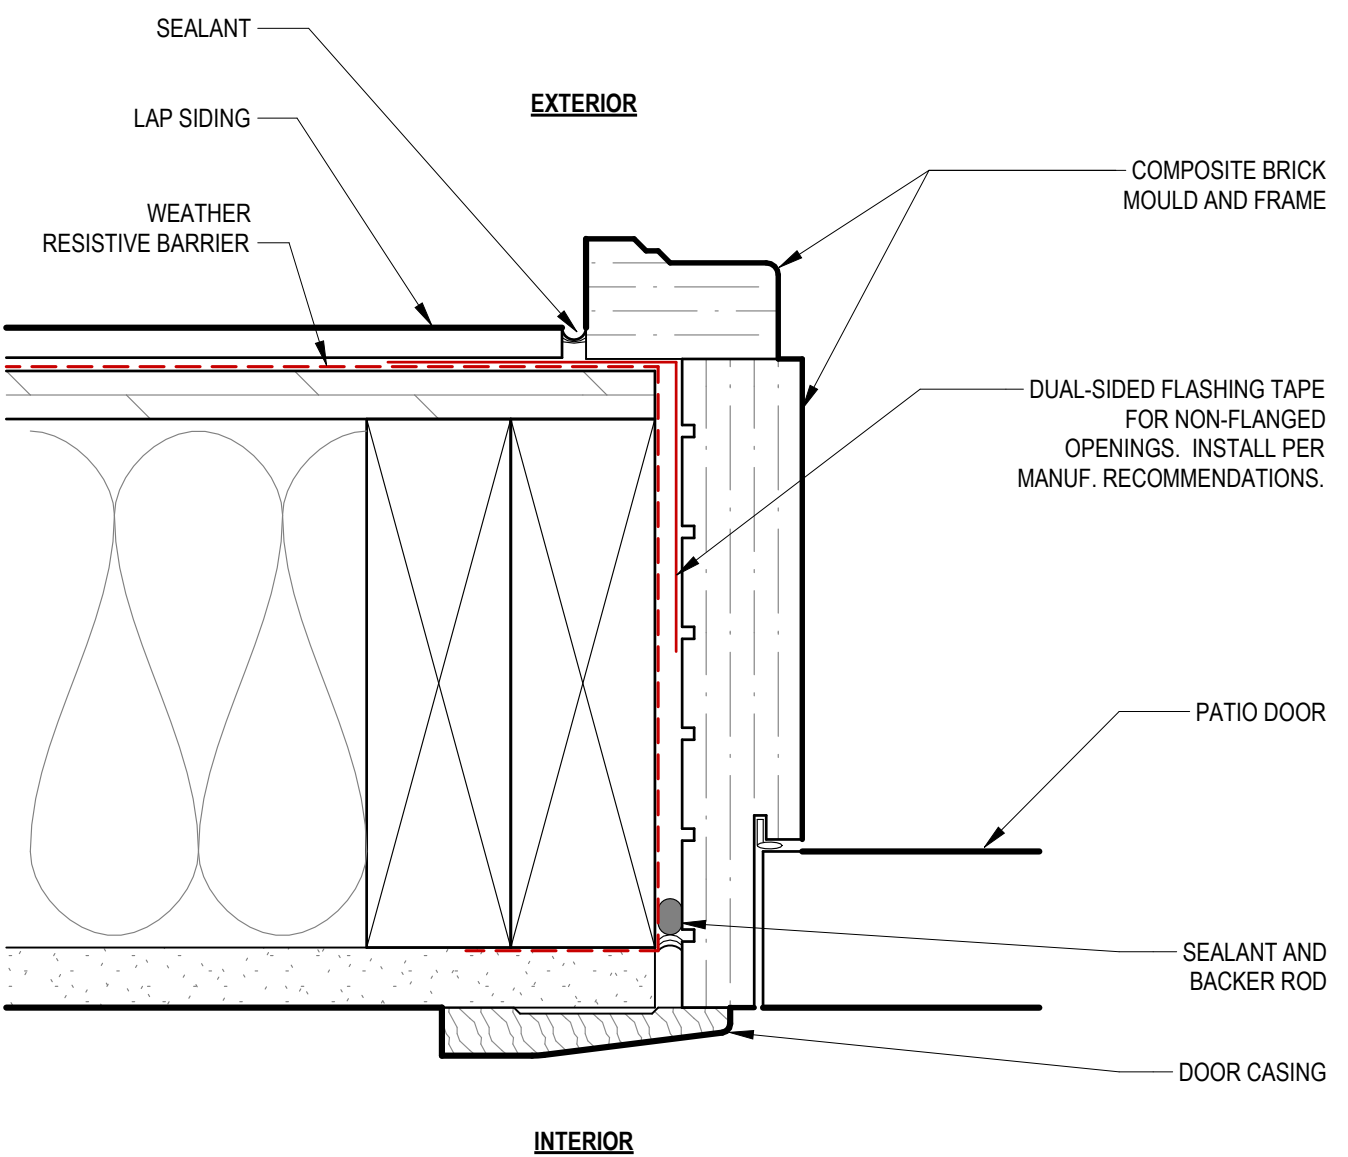 SEALANT
EXTERIOR
LAP SIDING
COMPOSITE BRICK
MOULD AND FRAME
WEATHER
RESISTIVE BARRIER
DUAL-SIDED FLASHING TAPE
FOR NON-FLANGED
OPENINGS. INSTALL PER
MANUF. RECOMMENDATIONS.
PATIO DOOR
SEALANT AND
BACKER ROD
DOOR CASING
INTERIOR